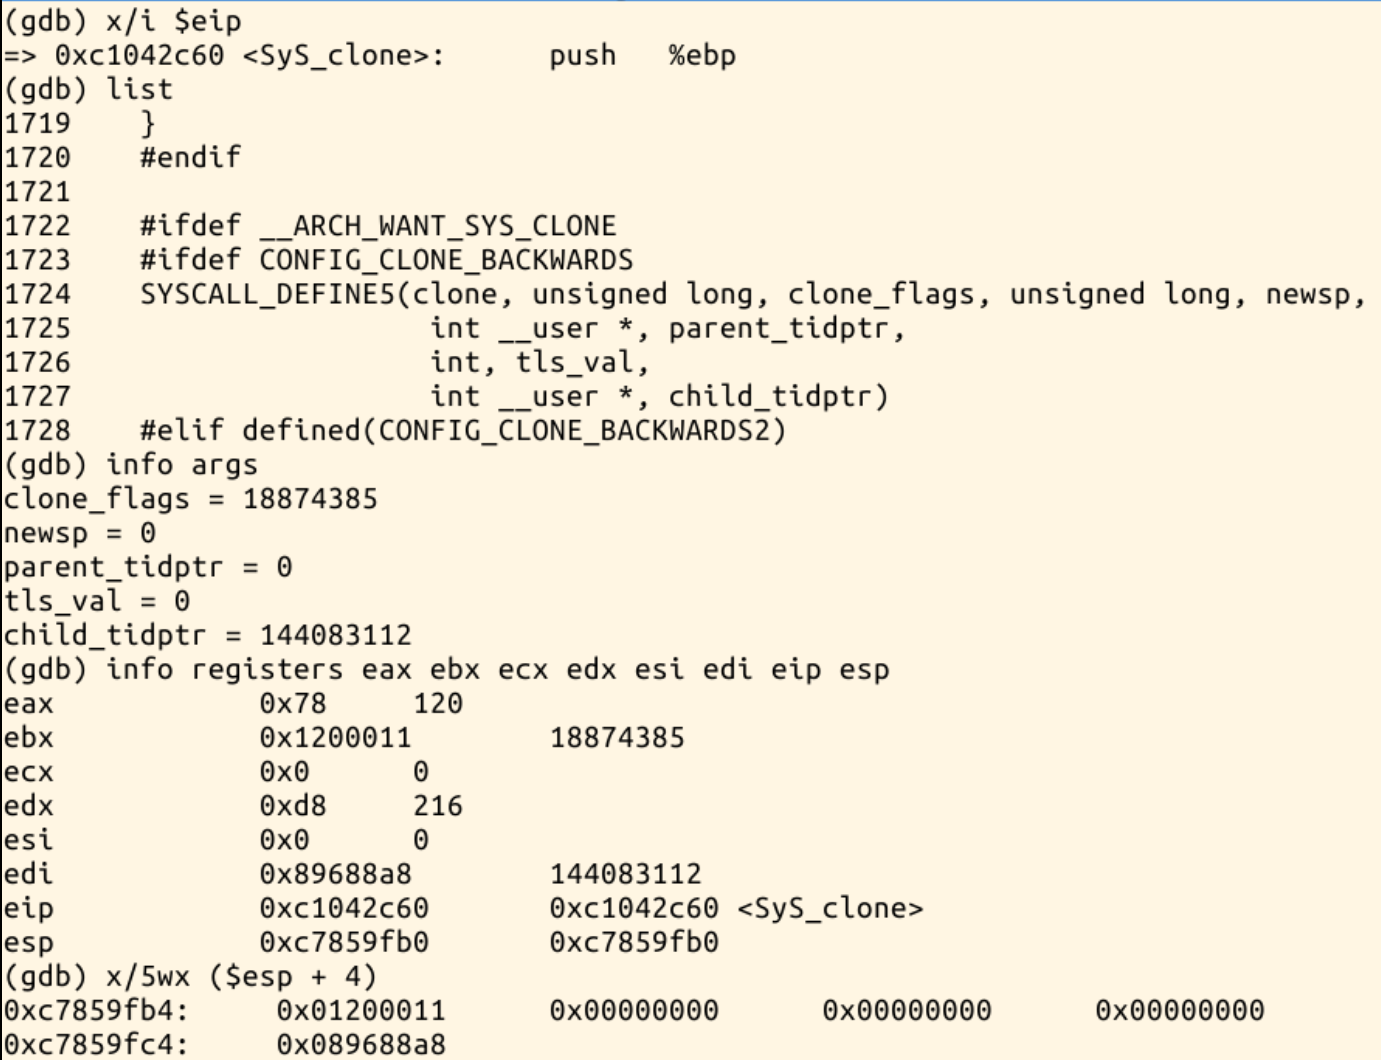 (gdb) x/i $eip
=> 0xc1042c60 <SyS_clone>:      push   %ebp
(gdb) list
1719    }
1720    #endif
1721
1722    #ifdef __ARCH_WANT_SYS_CLONE
1723    #ifdef CONFIG_CLONE_BACKWARDS
1724    SYSCALL_DEFINE5(clone, unsigned long, clone_flags, unsigned long, newsp,
1725                     int __user *, parent_tidptr,
1726                     int, tls_val,
1727                     int __user *, child_tidptr)
1728    #elif defined(CONFIG_CLONE_BACKWARDS2)
(gdb) info args
clone_flags = 18874385
newsp = 0
parent_tidptr = 0
tls_val = 0
child_tidptr = 144083112
(gdb) info registers eax ebx ecx edx esi edi eip esp
eax            0x78     120
ebx            0x1200011        18874385
ecx            0x0      0
edx            0xd8     216
esi            0x0      0
edi            0x89688a8        144083112
eip            0xc1042c60       0xc1042c60 <SyS_clone>
esp            0xc7859fb0       0xc7859fb0
(gdb) x/5wx ($esp + 4)
0xc7859fb4:     0x01200011      0x00000000      0x00000000      0x00000000
0xc7859fc4:     0x089688a8